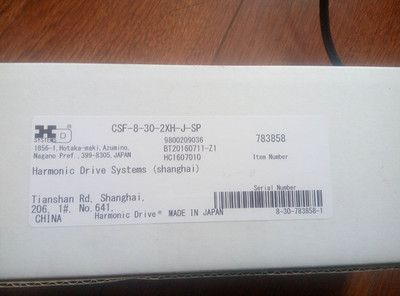 CSF-8-30-2XH-J-SP
HD
SYSTEMS
9800209036
783858
1856-1, Hotaka-maki, Azumino,
BT20160711-Z1
Nagano Pref., 399-8305, JAPAN
HC1607010
Item Number
Harmonic Drive Systems (shanghai)
Serial Number
Tianshan Rd, Shanghai,
206, 1#, No.641,
CHINA
Harmonic Drive® MADE IN JAPAN
8-30-783858-1